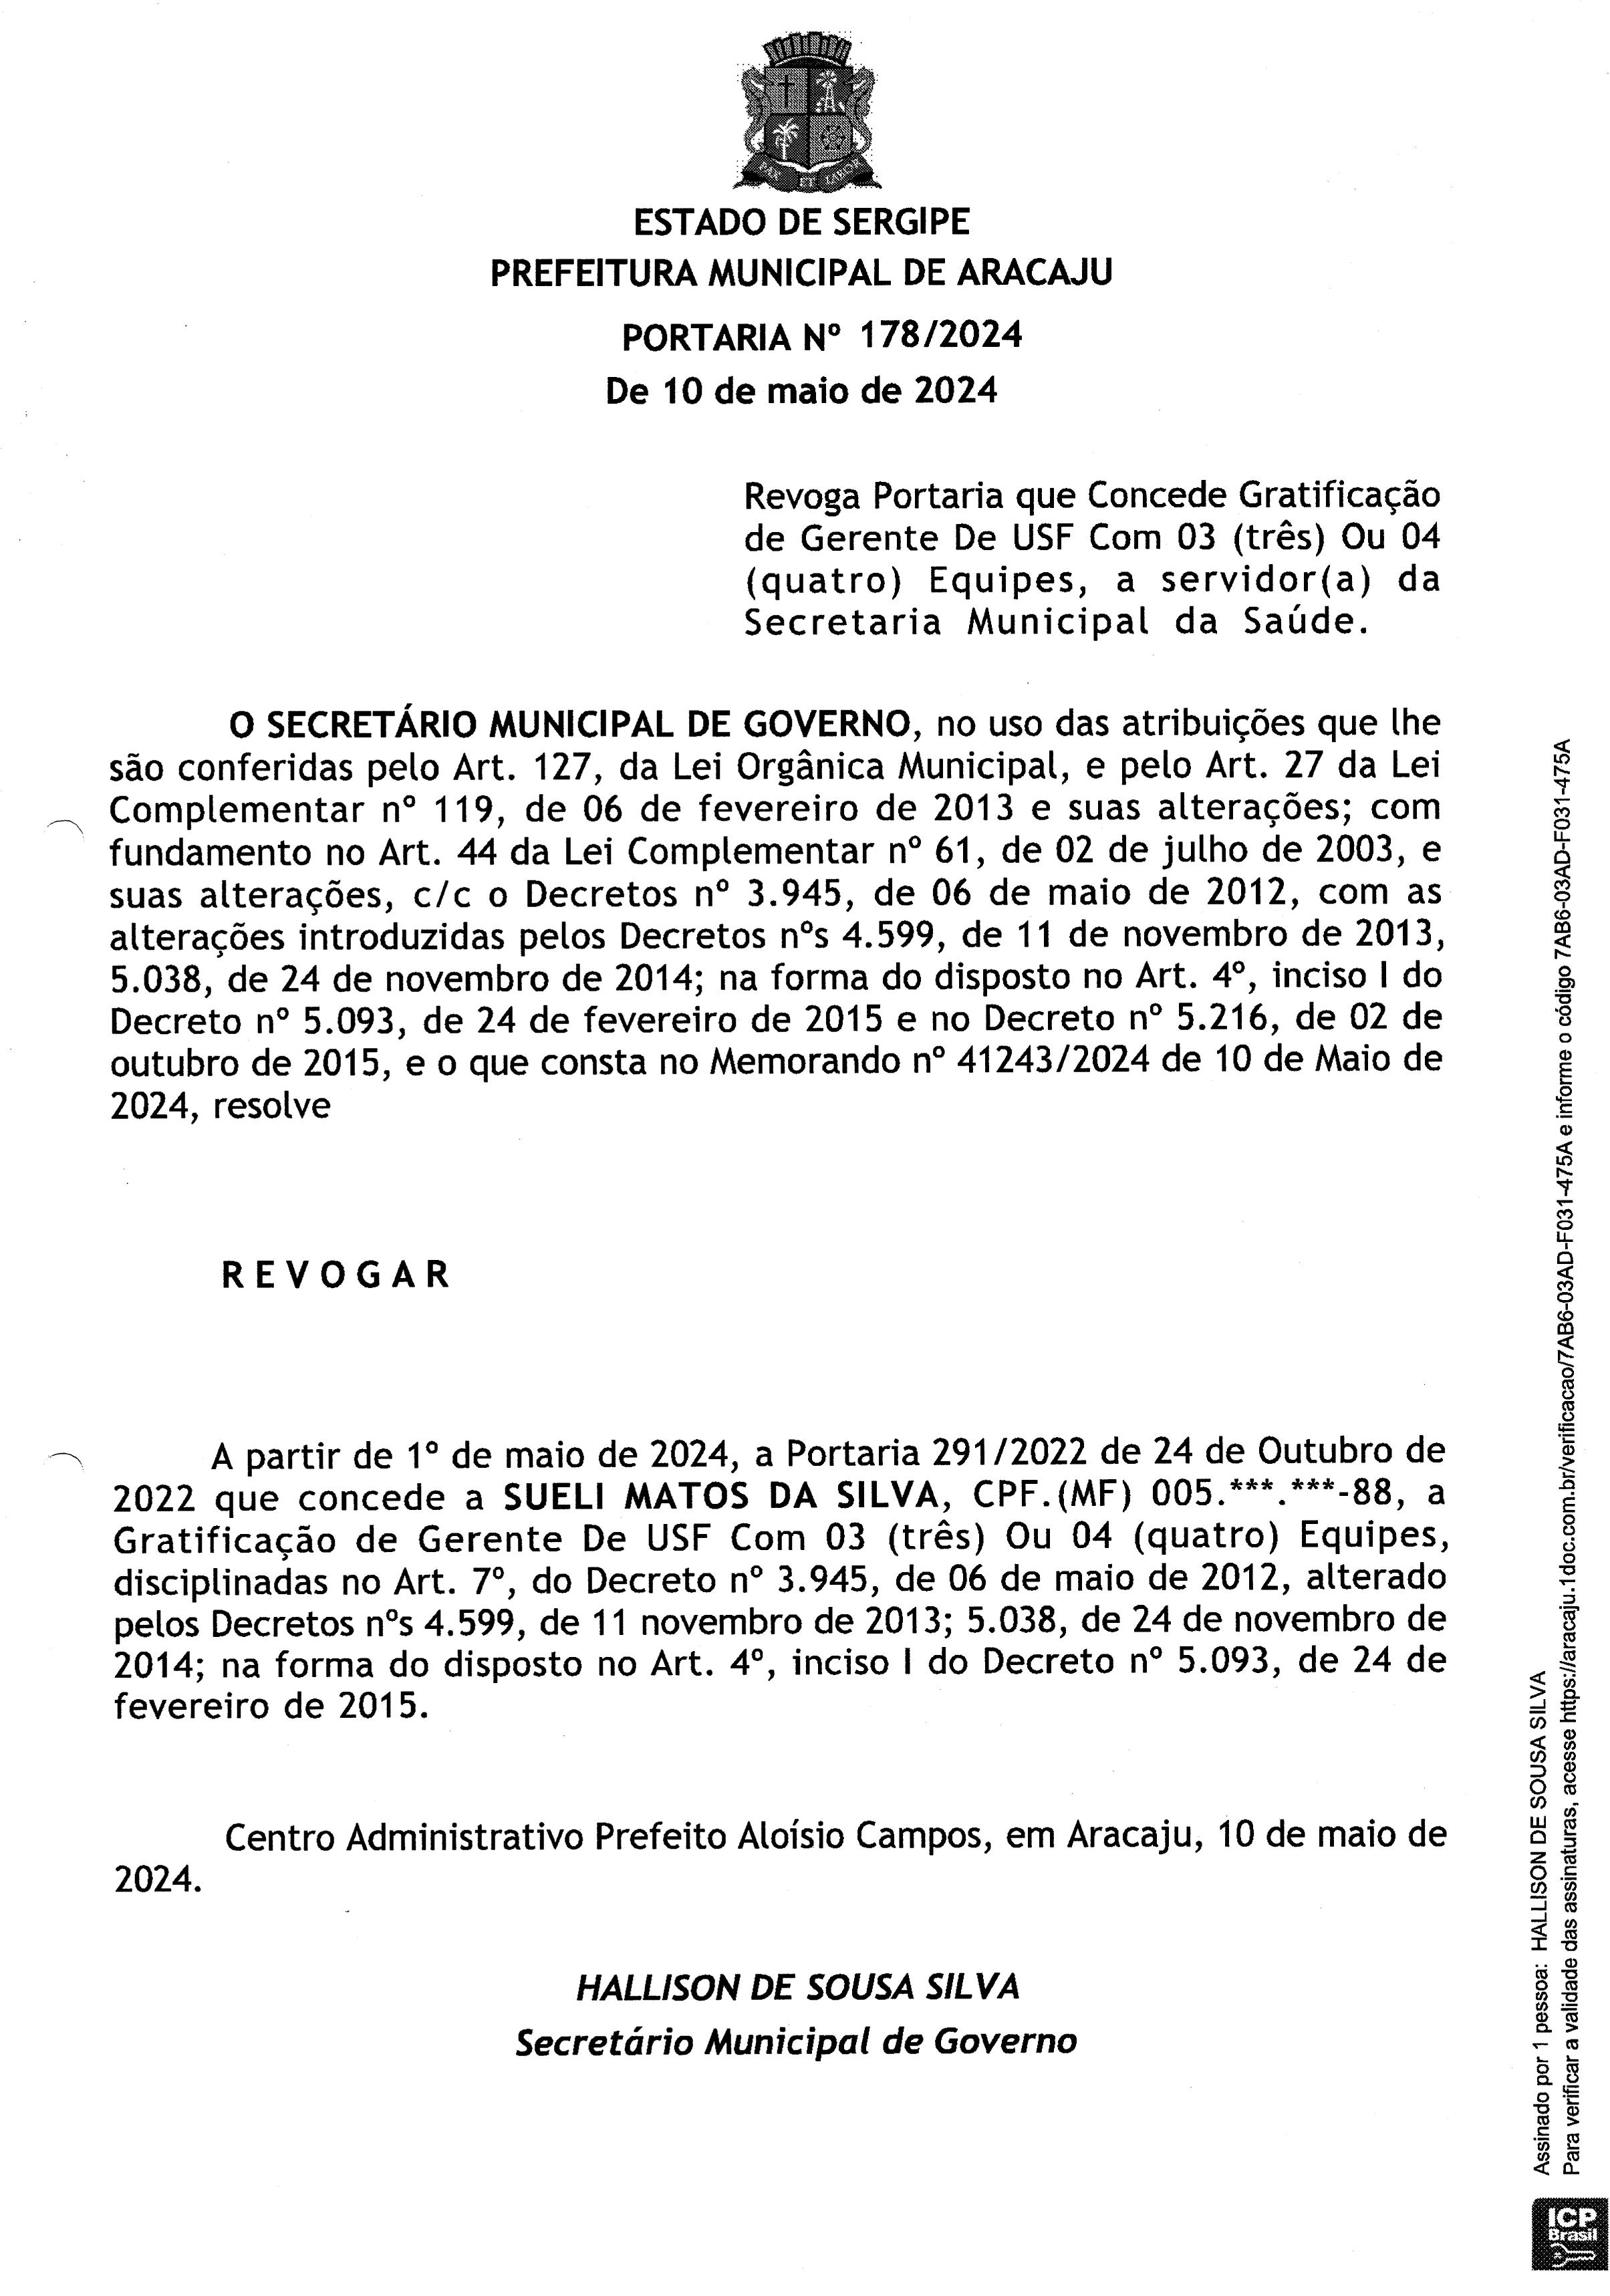 PAX ET LABOR
ESTADO DE SERGIPE
PREFEITURA MUNICIPAL DE ARACAJU
PORTARIA Nº 178/2024
De 10 de maio de 2024
Revoga Portaria que Concede Gratificação
de Gerente De USF Com 03 (três) Ou 04
(quatro) Equipes, a servidor(a) da
Secretaria Municipal da Saúde.
O SECRETÁRIO MUNICIPAL DE GOVERNO, no uso das atribuições que lhe
são conferidas pelo Art. 127, da Lei Orgânica Municipal, e pelo Art. 27 da Lei
Complementar nº 119, de 06 de fevereiro de 2013 e suas alterações; com
fundamento no Art. 44 da Lei Complementar nº 61, de 02 de julho de 2003, e
suas alterações, c/c o Decretos nº 3.945, de 06 de maio de 2012, com as
alterações introduzidas pelos Decretos nºs 4.599, de 11 de novembro de 2013,
5.038, de 24 de novembro de 2014; na forma do disposto no Art. 4º, inciso I do
Decreto nº 5.093, de 24 de fevereiro de 2015 e no Decreto nº 5.216, de 02 de
outubro de 2015, e o que consta no Memorando nº 41243/2024 de 10 de Maio de
2024, resolve
R E V O G A R
A partir de 1º de maio de 2024, a Portaria 291/2022 de 24 de Outubro de
2022 que concede a SUELI MATOS DA SILVA, CPF.(MF) 005.***.***-88, a
Gratificação de Gerente De USF Com 03 (três) Ou 04 (quatro) Equipes,
disciplinadas no Art. 7º, do Decreto nº 3.945, de 06 de maio de 2012, alterado
pelos Decretos nºs 4.599, de 11 novembro de 2013; 5.038, de 24 de novembro de
2014; na forma do disposto no Art. 4º, inciso I do Decreto nº 5.093, de 24 de
fevereiro de 2015.
Centro Administrativo Prefeito Aloísio Campos, em Aracaju, 10 de maio de
2024.
HALLISON DE SOUSA SILVA
Secretário Municipal de Governo
Assinado por 1 pessoa: HALLISON DE SOUSA SILVA
Para verificar a validade das assinaturas, acesse https://aracaju.1doc.com.br/verificacao/7AB6-03AD-F031-475A e informe o código 7AB6-03AD-F031-475A
ICP
Brasil